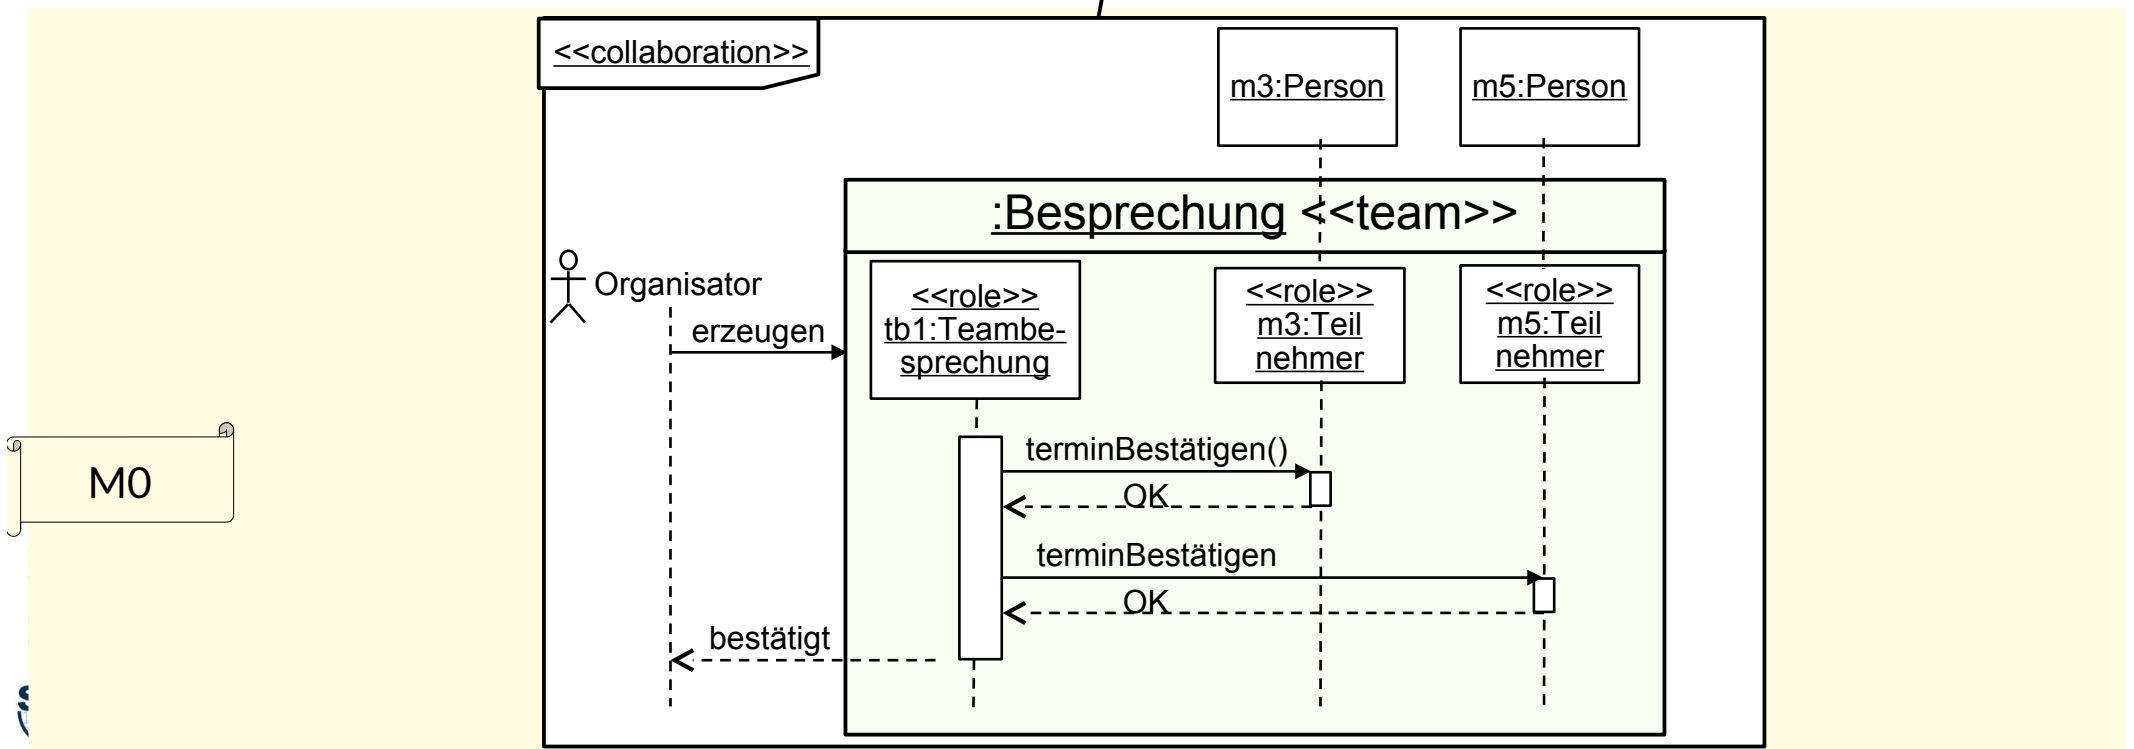 <<collaboration>>
m3:Person
m5:Person
:Besprechung <<team>>
Organisator
<<role>>
tb1:Teambe-
sprechung
<<role>>
m3:Teil
nehmer
<<role>>
m5:Teil
nehmer
erzeugen
terminBestätigen()
OK
M0
terminBestätigen
OK
bestätigt